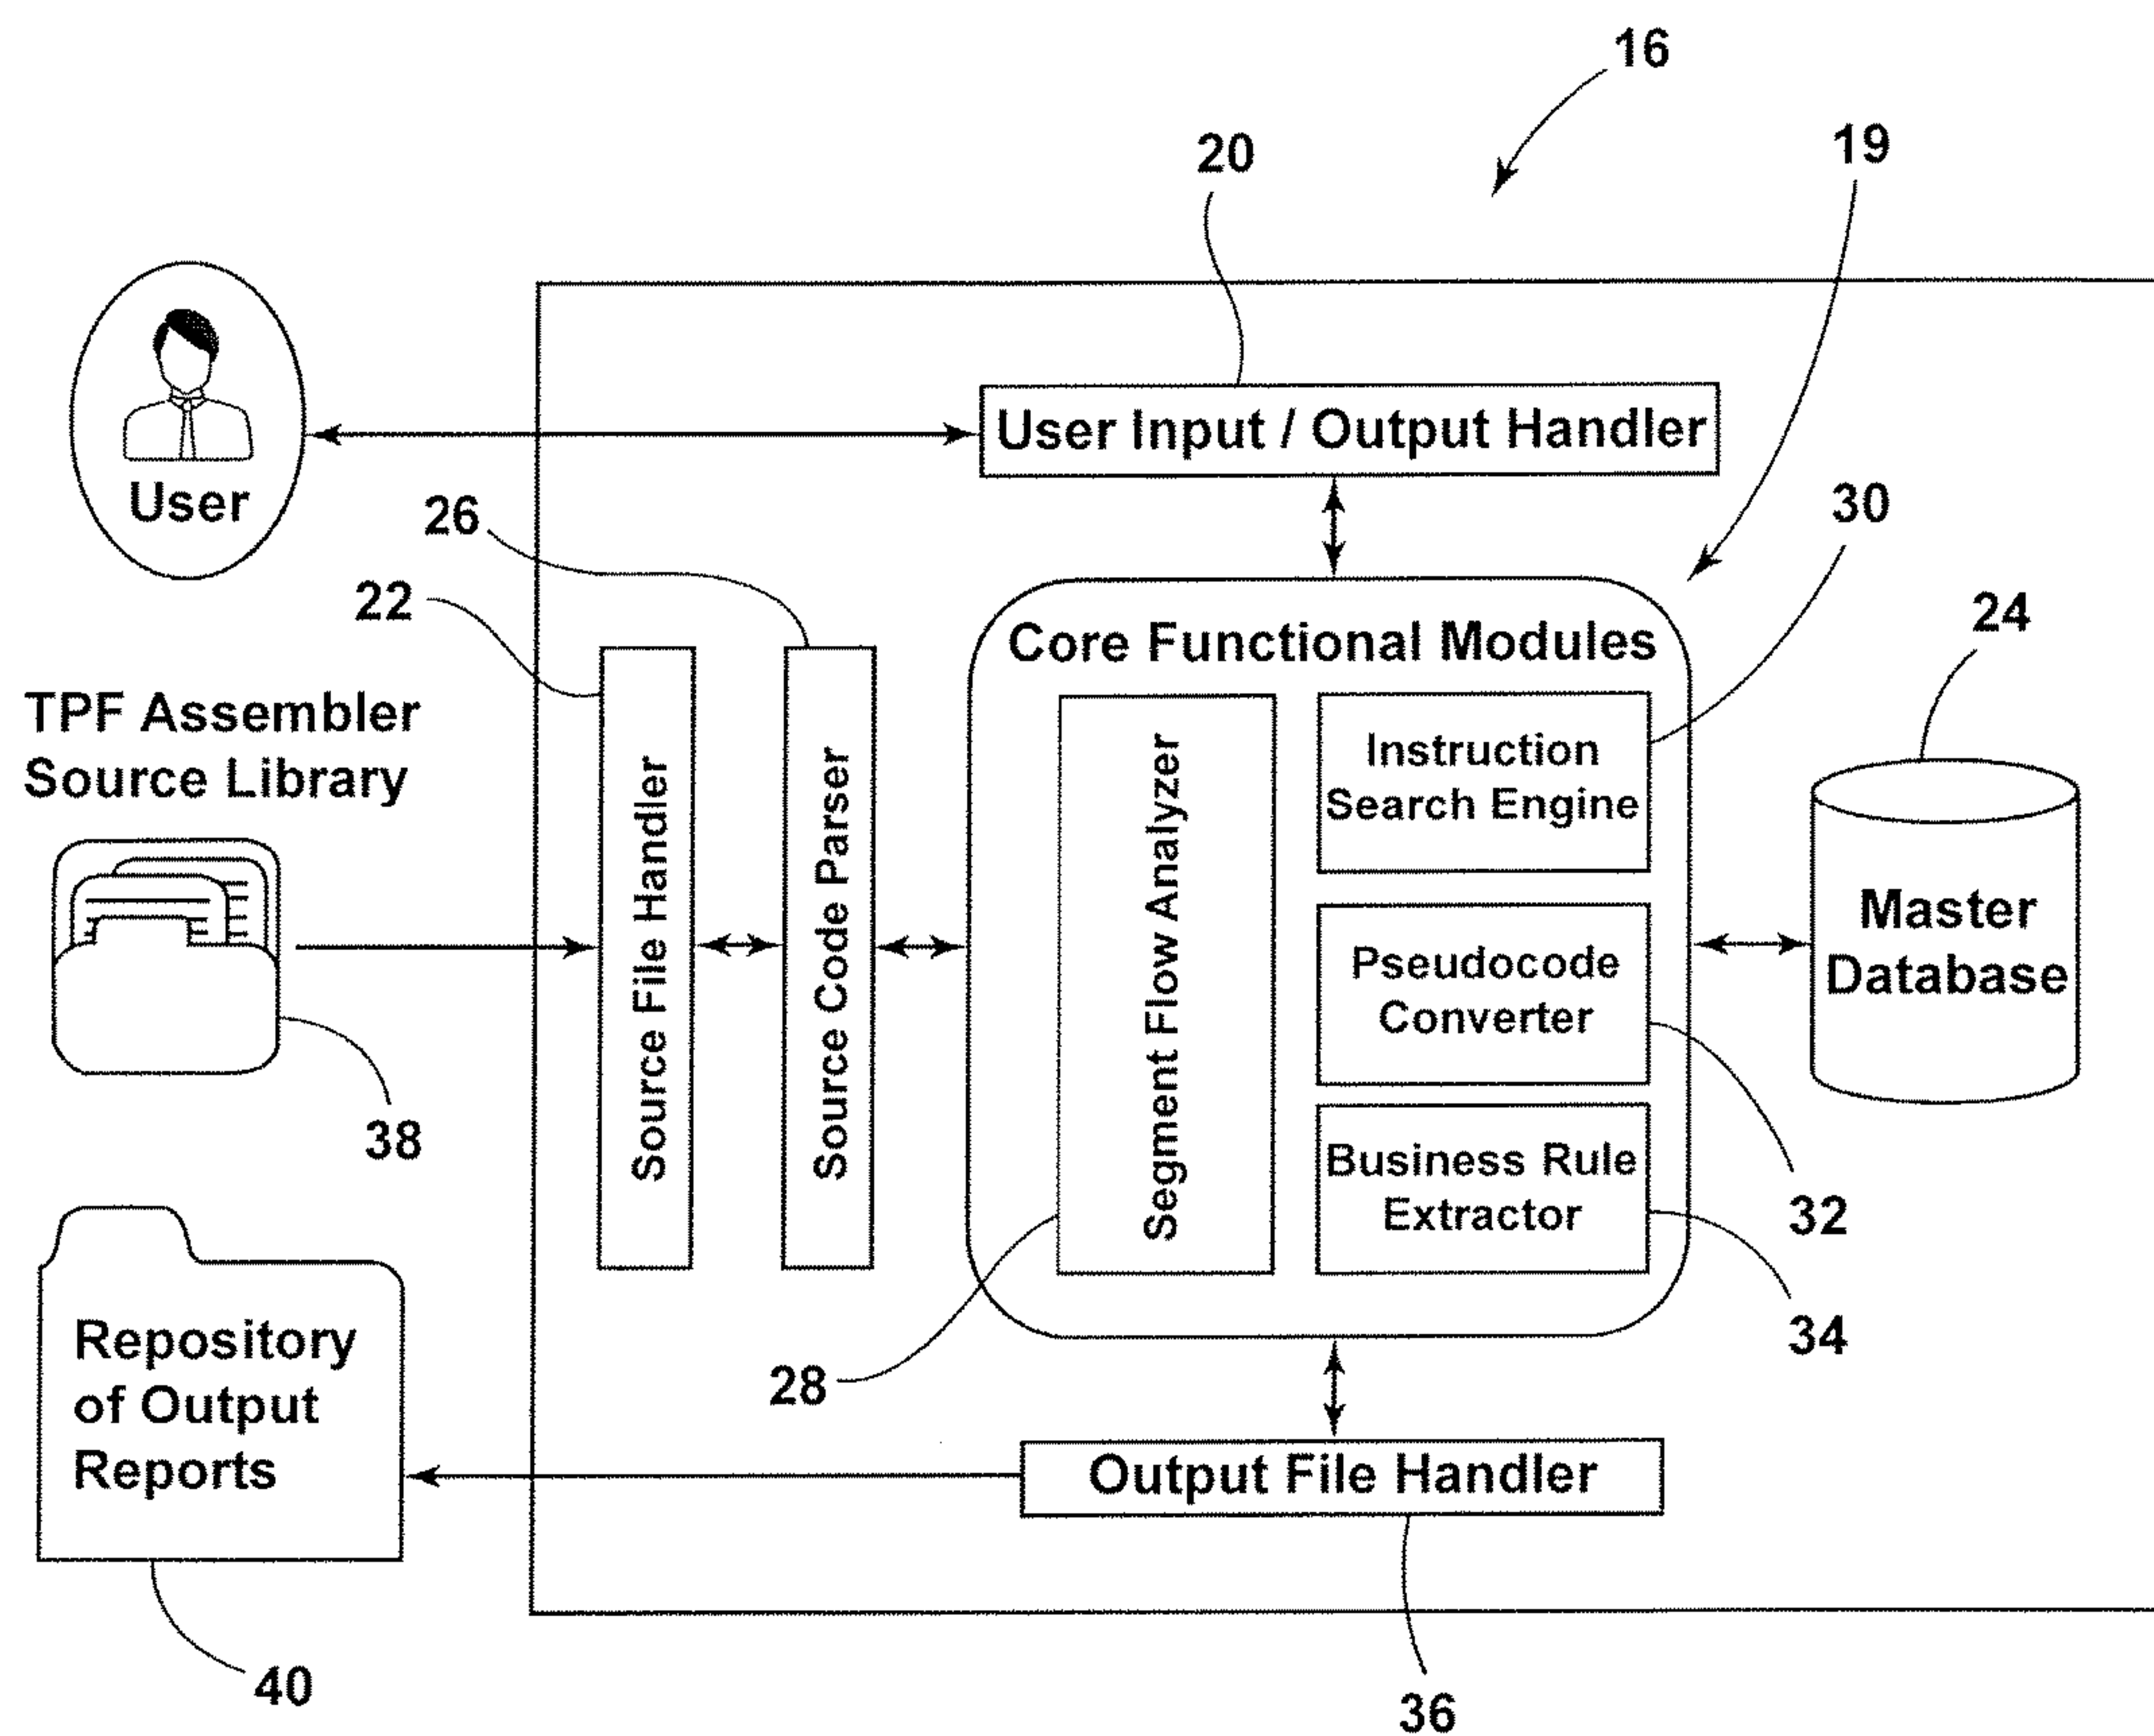 16
20
19
User Input / Output Handler
User
26
30
22
24
Core Functional Modules
TPF Assembler
Source Library
Source File Handler
Source Code Parser
Segment Flow Analyzer
Instruction
Search Engine
Pseudocode
Converter
Business Rule
Extractor
Master
Database
38
32
34
28
Repository
of Output
Reports
Output File Handler
40
36